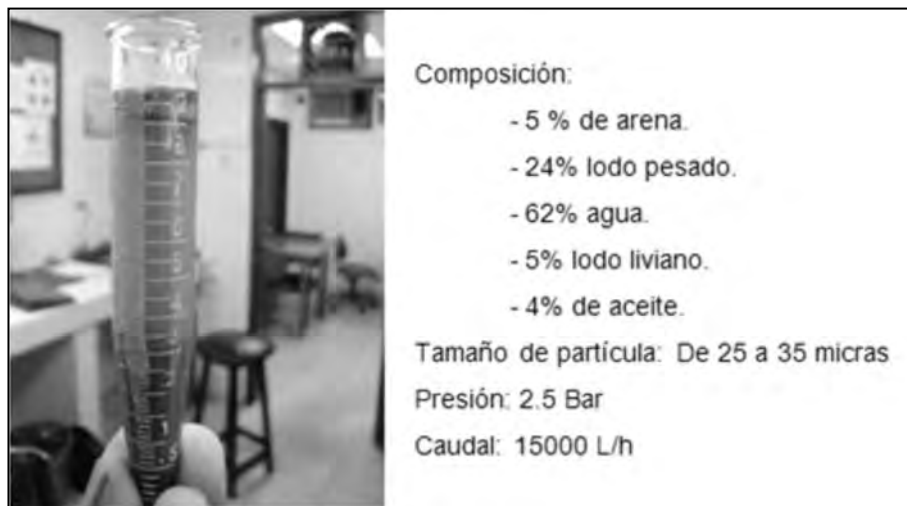 Composición:
- 5 % de arena.
- 24% lodo pesado.
- 62% agua.
- 5% lodo liviano.
- 4% de aceite.
Tamaño de partícula: De 25 a 35 micras
Presión: 2.5 Bar
Caudal: 15000 L/h